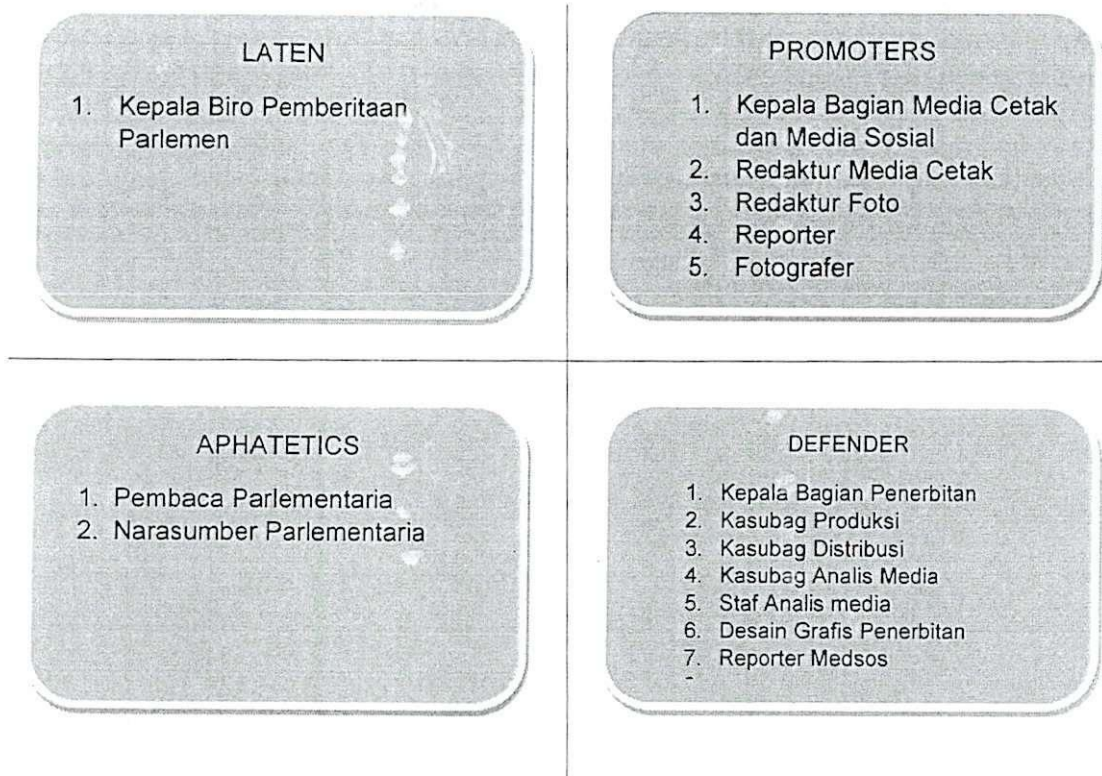 LATEN
1. Kepala Biro Pemberitaan
Parlemen
PROMOTERS
1. Kepala Bagian Media Cetak
dan Media Sosial
2. Redaktur Media Cetak
3. Redaktur Foto
4. Reporter
5. Fotografer
APHATETICS
1. Pembaca Parlementaria
2. Narasumber Parlementaria
DEFENDER
1. Kepala Bagian Penerbitan
2. Kasubag Produksi
3. Kasubag Distribusi
4. Kasubag Analis Media
5. Staf Analis media
6. Desain Grafis Penerbitan
7. Reporter Medsos